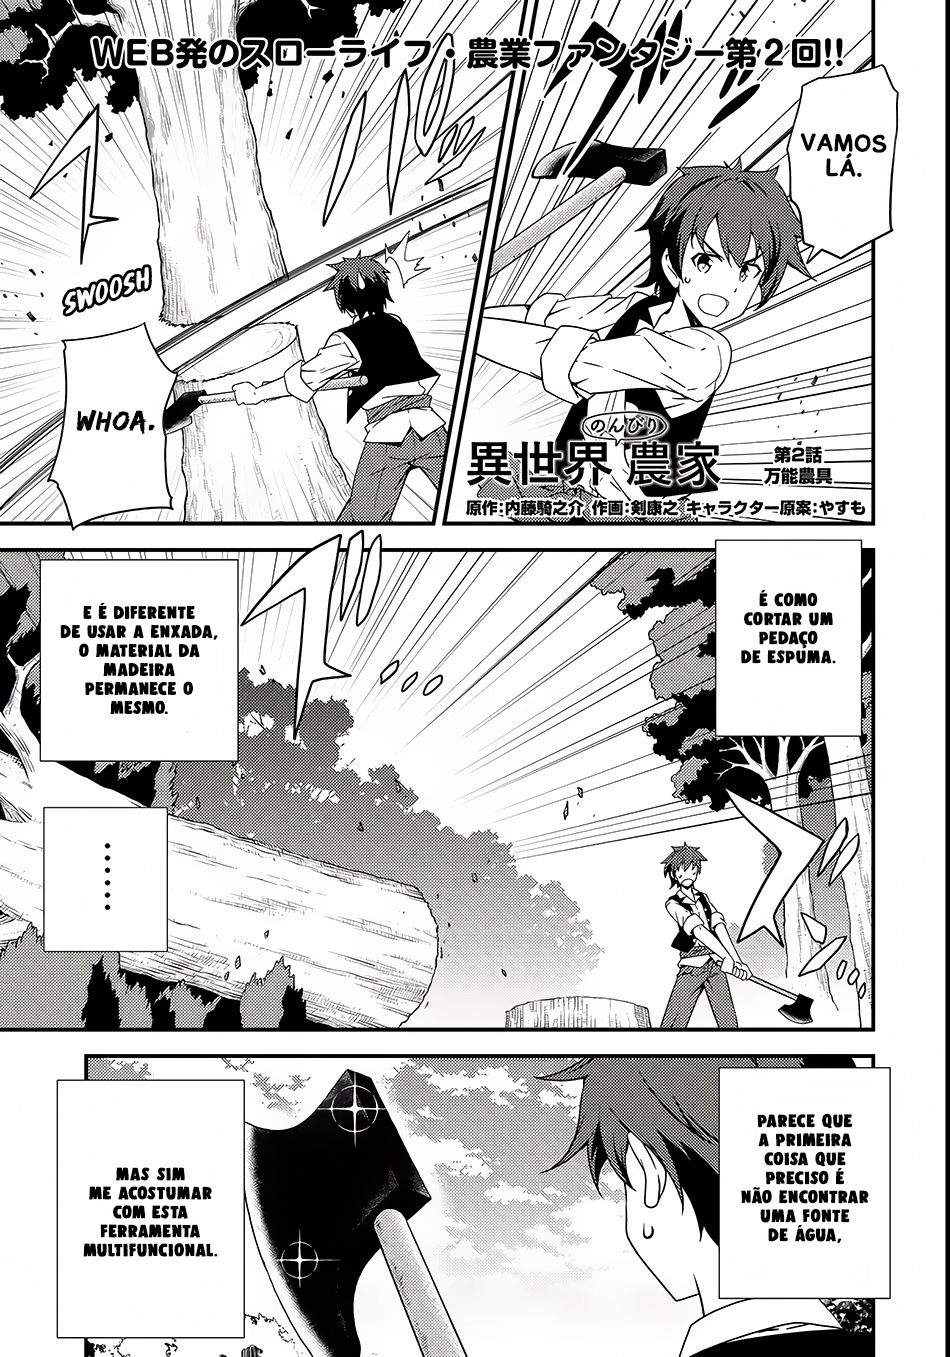 WEB発のスローライフ・農業ファンタジー第2回!!
VAMOS
LÁ.
のんびり
異世界 農家
第2話
万能農具
原作:内藤騎之介 作画:剣康之 キャラクター原案:やすも
SWOOSH
WHOA.
É COMO
CORTAR UM
PEDAÇO
DE ESPUMA.
E É DIFERENTE
DE USAR A ENXADA,
O MATERIAL DA
MADEIRA
PERMANECE O
MESMO.
......
PARECE QUE
A PRIMEIRA
COISA QUE
PRECISO É
NÃO ENCONTRAR
UMA FONTE
DE ÁGUA,
MAS SIM
ME ACOSTUMAR
COM ESTA
FERRAMENTA
MULTIFUNCIONAL.